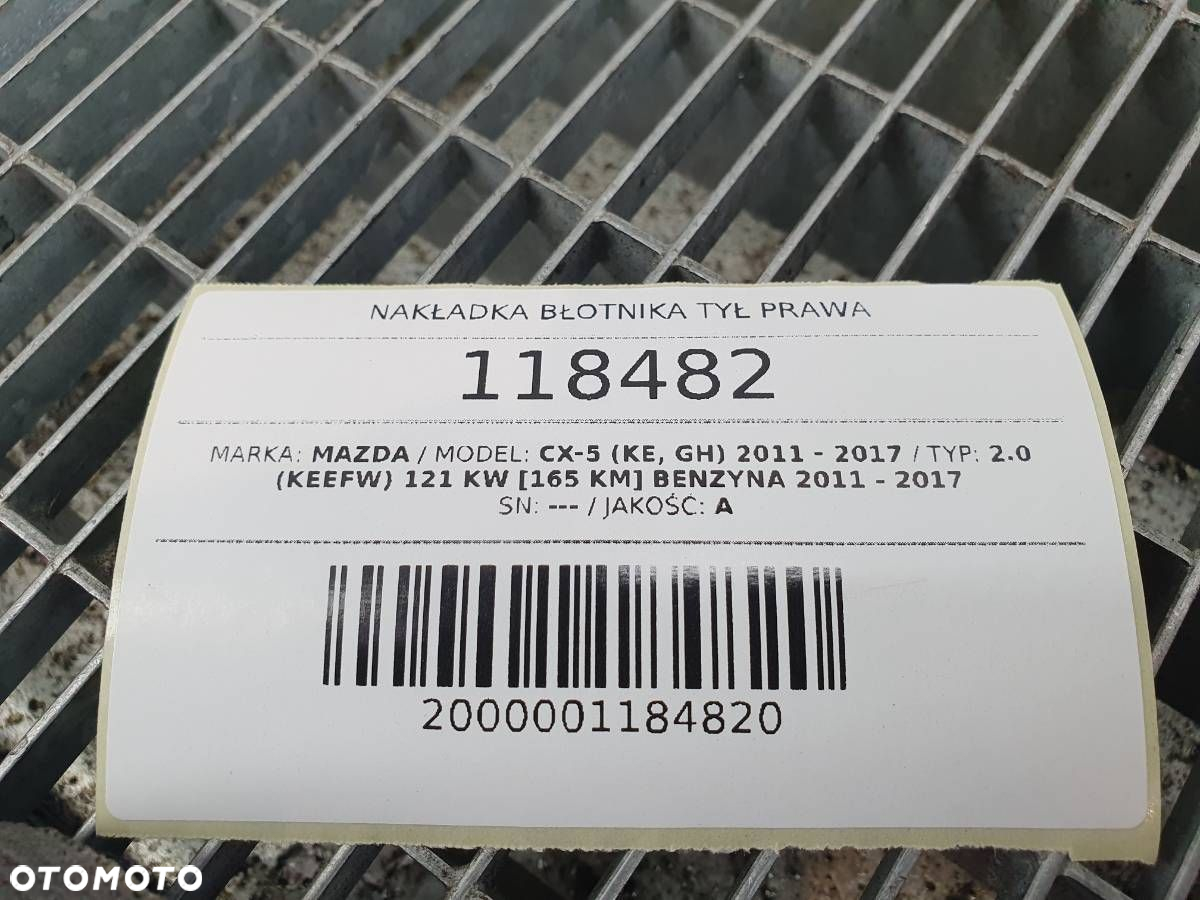 NAKŁADKA BŁOTNIKA TYŁ PRAWA
118482
MARKA: MAZDA / MODEL: CX-5 (KE, GH) 2011 - 2017 / TYP: 2.0
(KEEFW) 121 KW [165 KM] BENZYNA 2011 - 2017
SN: --- / JAKOŚĆ: A
2000001184820
OTOMOTO